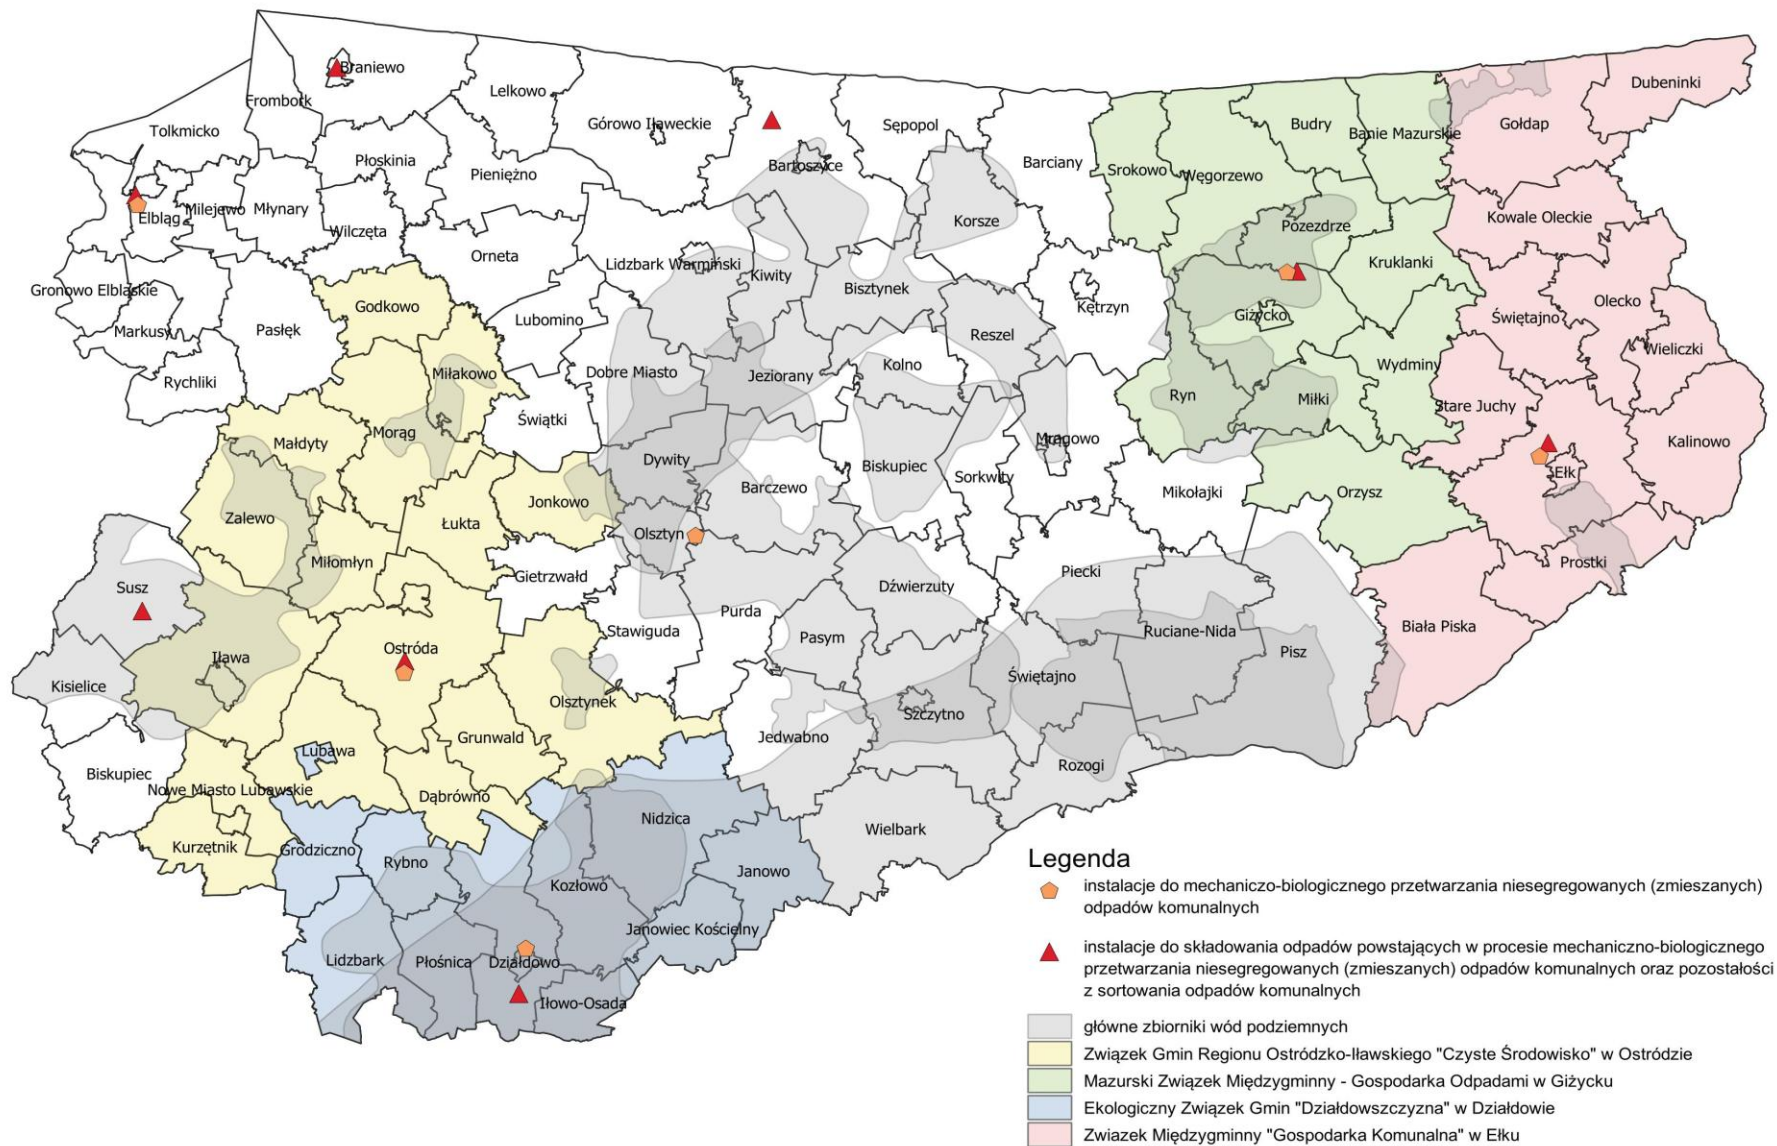 Braniewo
Lelkowo
Dubeninki
Frombork
Górowo Iławeckie
Sępopol
Budry
Gołdap
Tolkmicko
Banie Mazurskie
Płoskinia
Bartoszyce
Barciany
Srokowo
Węgorzewo
Pieniężno
Milejewo
Młynary
Elbląg
Korsze
Kowale Oleckie
Wilczęta
Pozezdrze
Orneta
Lidzbark Warmiński
Kiwity
Kruklanki
Gronowo Elbląskie
Bisztynek
Olecko
Godkowo
Kętrzyn
Lubomino
Giżycko
Świętajno
Markusy
Pasłęk
Reszel
Wieliczki
Kolno
Wydminy
Dobre Miasto
Jeziorany
Miłakowo
Rychliki
Ryn
Miłki
Stare Juchy
Świątki
Morąg
Małdyty
Mrągowo
Kalinowo
Dywity
Biskupiec
Sorkwity
Ełk
Barczewo
Mikołajki
Orzysz
Jonkowo
Zalewo
Łukta
Olsztyn
Miłomłyn
Prostki
Gietrzwałd
Piecki
Susz
Dźwierzuty
Purda
Biała Piska
Stawiguda
Pasym
Ruciane-Nida
Ostróda
Pisz
Iława
Kisielice
Świętajno
Olsztynek
Szczytno
Grunwald
Jedwabno
Lubawa
Rozogi
Biskupiec
Nowe Miasto Lubawskie
Dąbrówno
Nidzica
Wielbark
Kurzętnik
Grodziczno
Rybno
Janowo
Kozłowo
Janowiec Kościelny
Lidzbark
Płośnica
Działdowo
Iłowo-Osada
Legenda
instalacje do mechaniczo-biologicznego przetwarzania niesegregowanych (zmieszanych)
odpadów komunalnych
instalacje do składowania odpadów powstających w procesie mechaniczno-biologicznego
przetwarzania niesegregowanych (zmieszanych) odpadów komunalnych oraz pozostałości
z sortowania odpadów komunalnych
główne zbiorniki wód podziemnych
Związek Gmin Regionu Ostródzko-Iławskiego "Czyste Środowisko" w Ostródzie
Mazurski Związek Międzygminny - Gospodarka Odpadami w Giżycku
Ekologiczny Związek Gmin "Działdowszczyzna" w Działdowie
Zwiazek Międzygminny "Gospodarka Komunalna" w Ełku